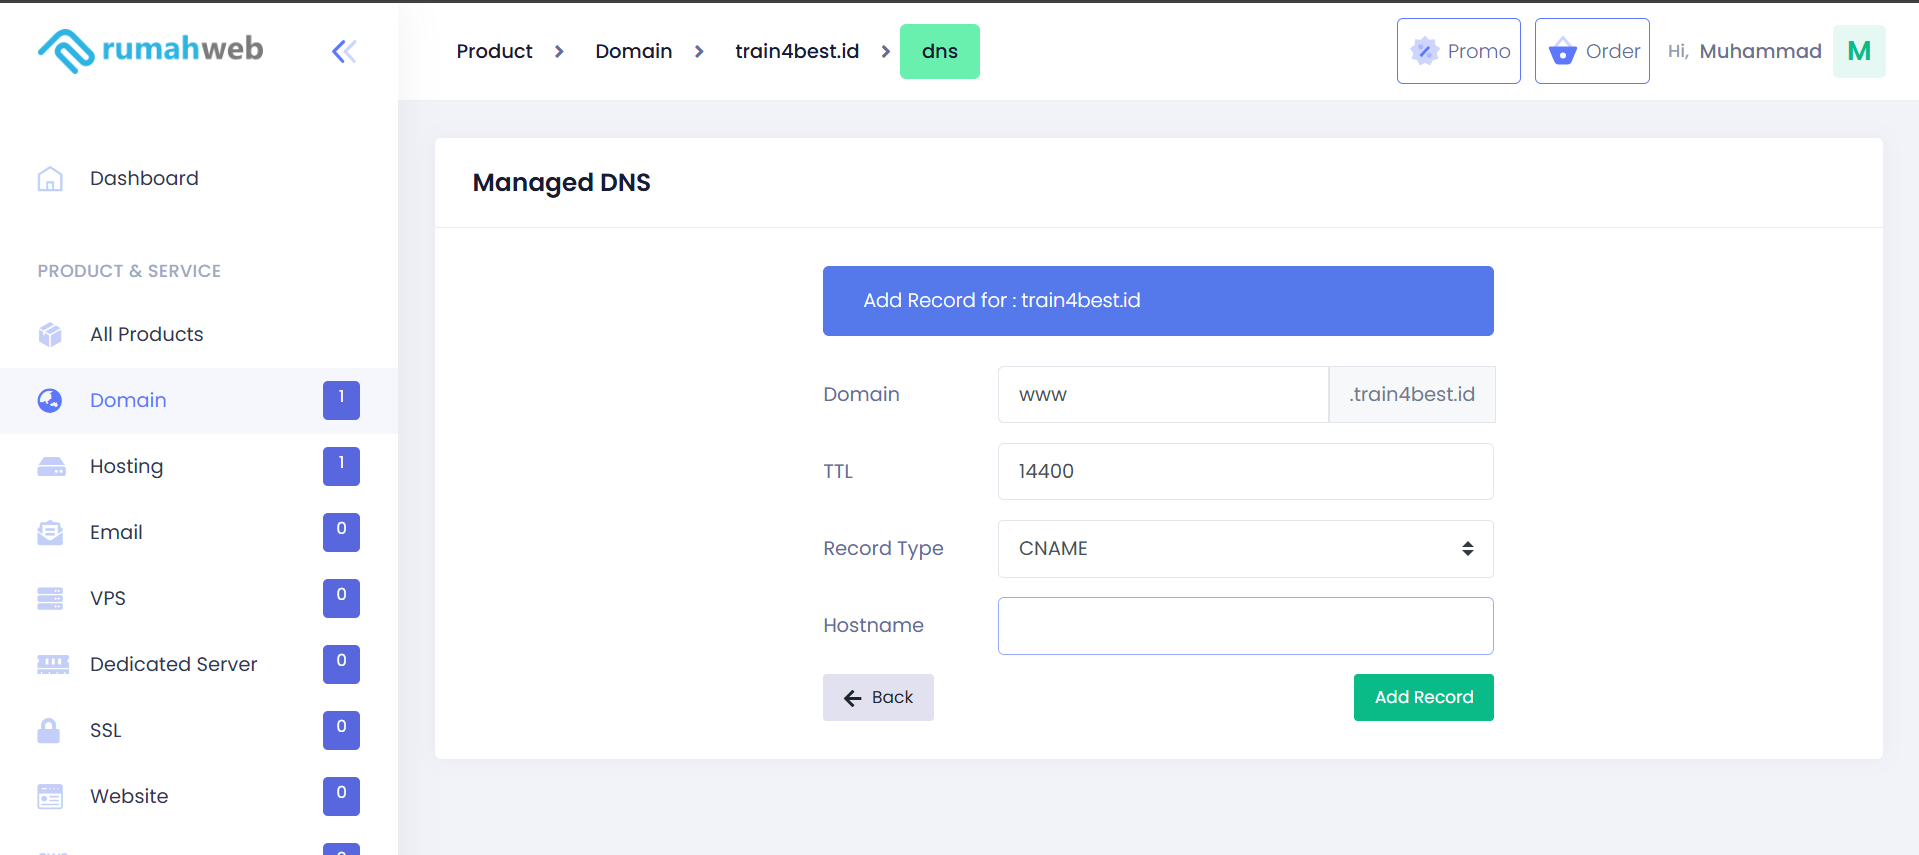 rumahweb
Product
Domain
train4best.id
dns
Promo
Order
Hi, Muhammad
M
Dashboard
PRODUCT & SERVICE
All Products
Domain
1
Hosting
1
Email
0
VPS
0
Dedicated Server
0
SSL
0
Website
0
Managed DNS
Add Record for : train4best.id
Domain
www
.train4best.id
TTL
14400
Record Type
CNAME
Hostname
Back
Add Record